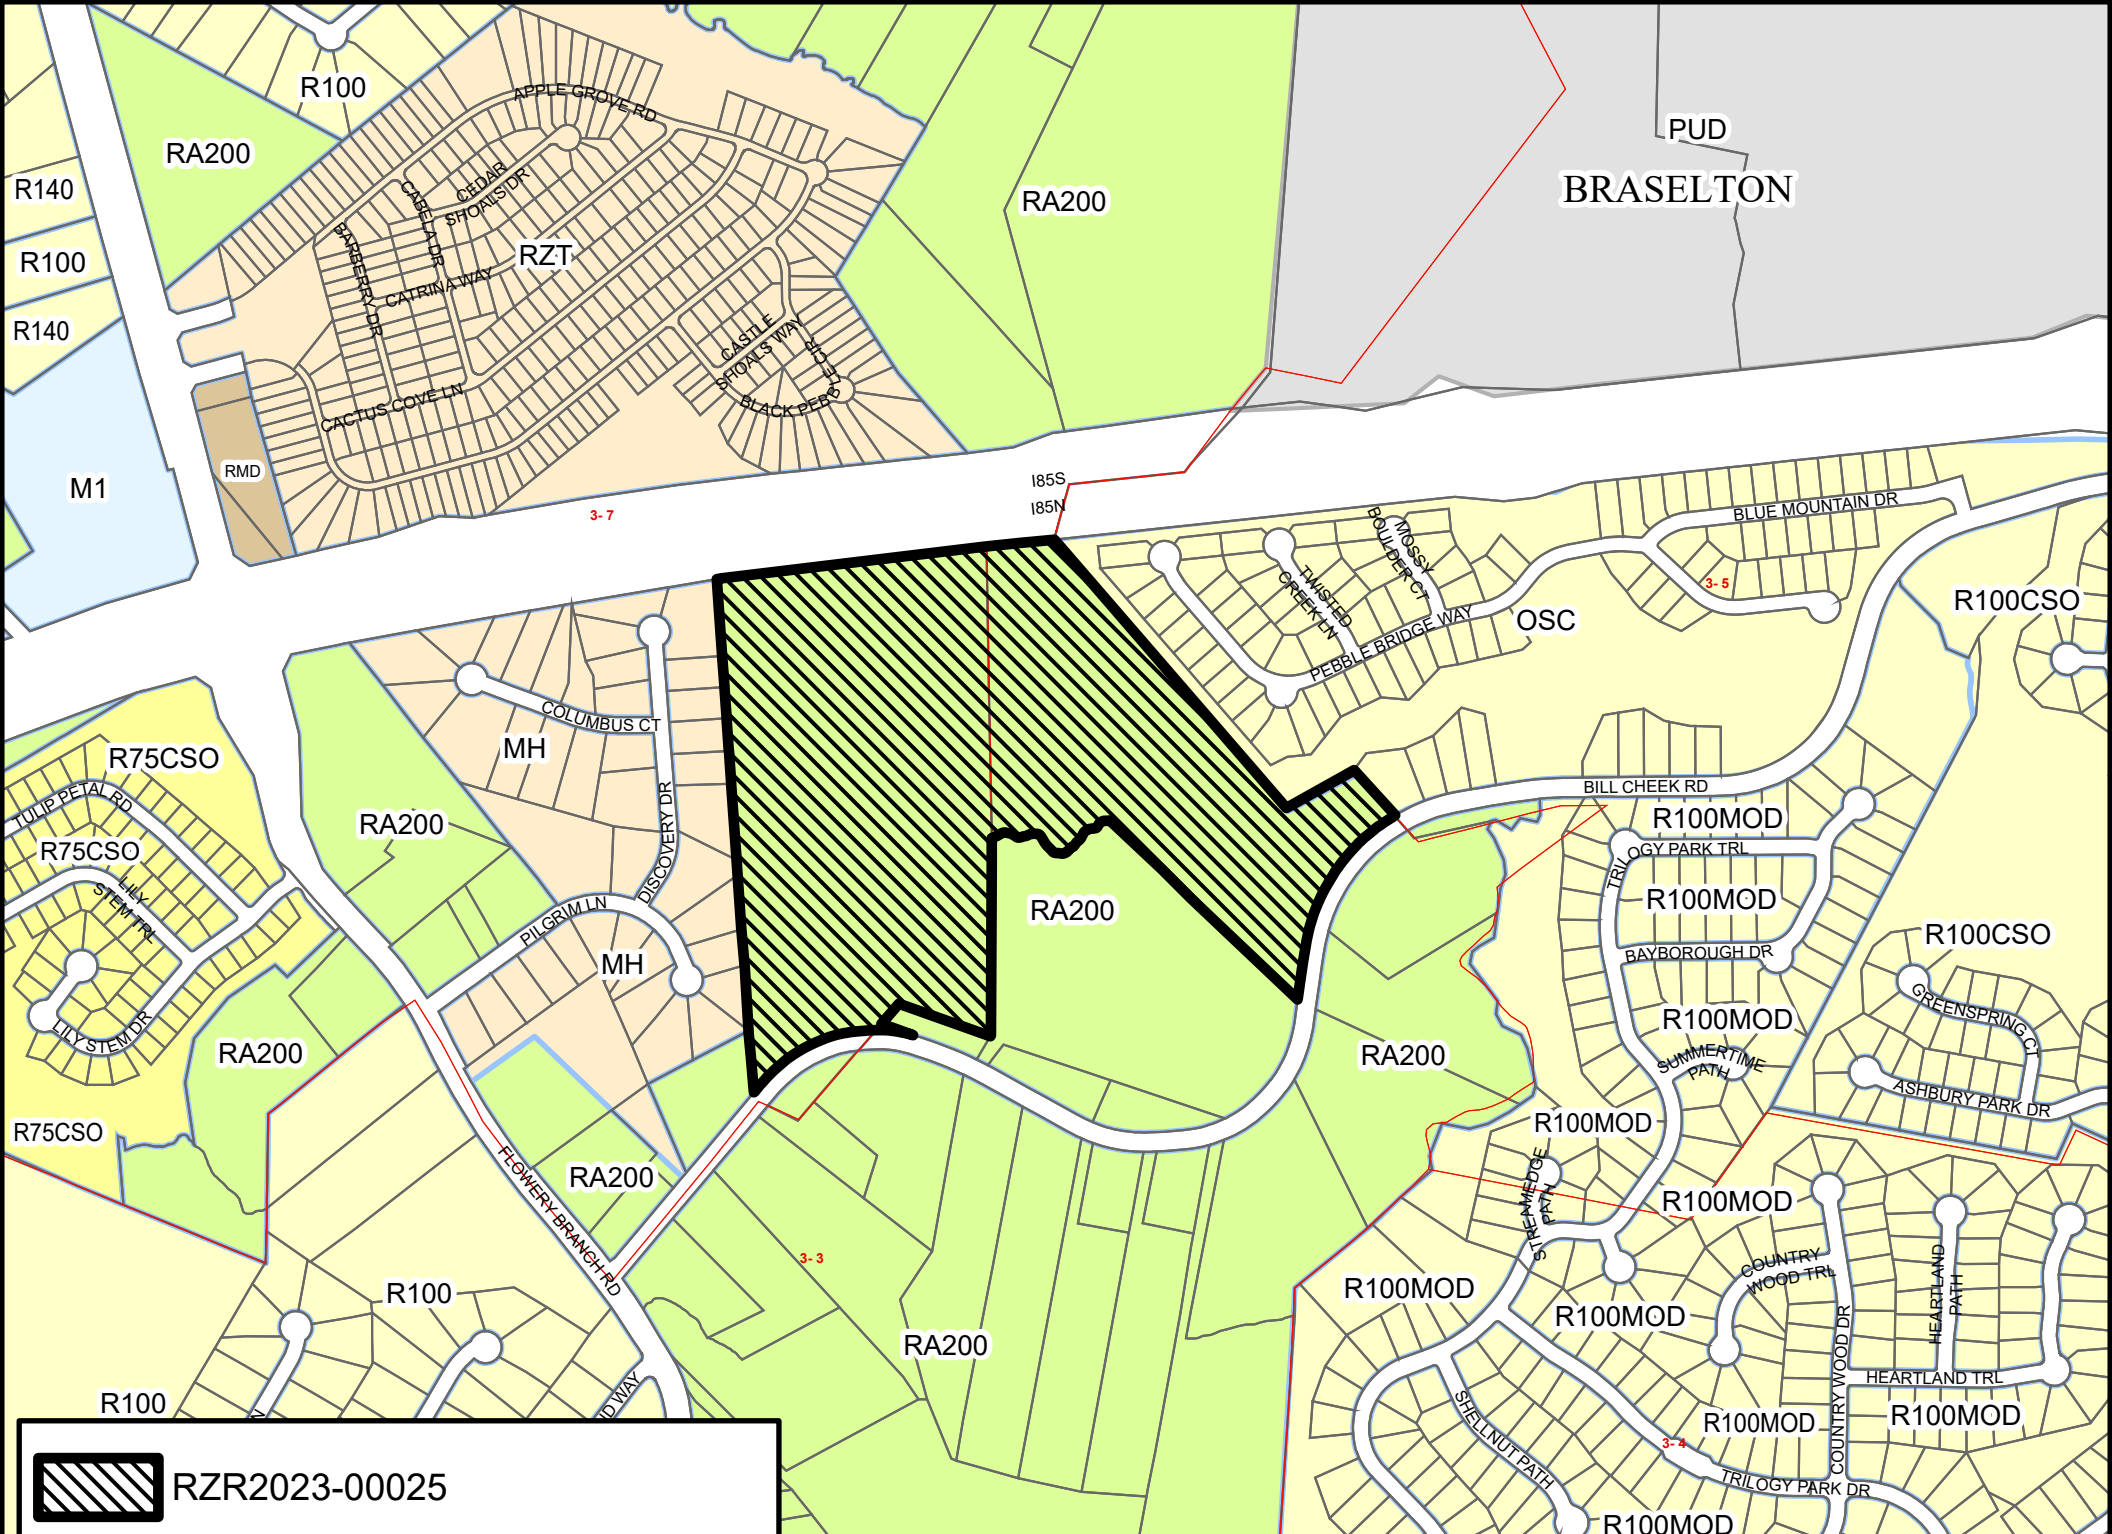 R100
APPLE GROVE RD
RA200
PUD
BRASELTON
R140
CEDAR
SHOALS DR
CABELA DR
RA200
BARBERRY DR
RZT
R100
CATRINA WAY
R140
CASTLE
SHOALS WAY
BLACK PEBBLE CIR
CACTUS COVE LN
RMD
M1
I85S
I85N
3- 7
BLUE MOUNTAIN DR
MOSSY
BOULDER CT
TWISTED
CREEK LN
3- 5
PEBBLE BRIDGE WAY
OSC
R100CSO
COLUMBUS CT
MH
R75CSO
TULIP PETAL RD
DISCOVERY DR
BILL CHEEK RD
RA200
R100MOD
R75CSO
TRILOGY PARK TRL
LILY
STEM TRL
R100MOD
RA200
PILGRIM LN
BAYBOROUGH DR
R100CSO
MH
GREENSPRING CT
R100MOD
LILY STEM DR
RA200
RA200
SUMMERTIME
PATH
ASHBURY PARK DR
R75CSO
R100MOD
FLOWERY BRANCH RD
RA200
STRENMEDGE
PATH
R100MOD
3- 3
COUNTRY
WOOD TRL
HEARTLAND
PATH
R100
R100MOD
R100MOD
RA200
COUNTRY WOOD DR
HEARTLAND TRL
R100
R100MOD
R100MOD
SHELLNUT PATH
3- 4
TRILOGY PARK DR
R100MOD
RZR2023-00025